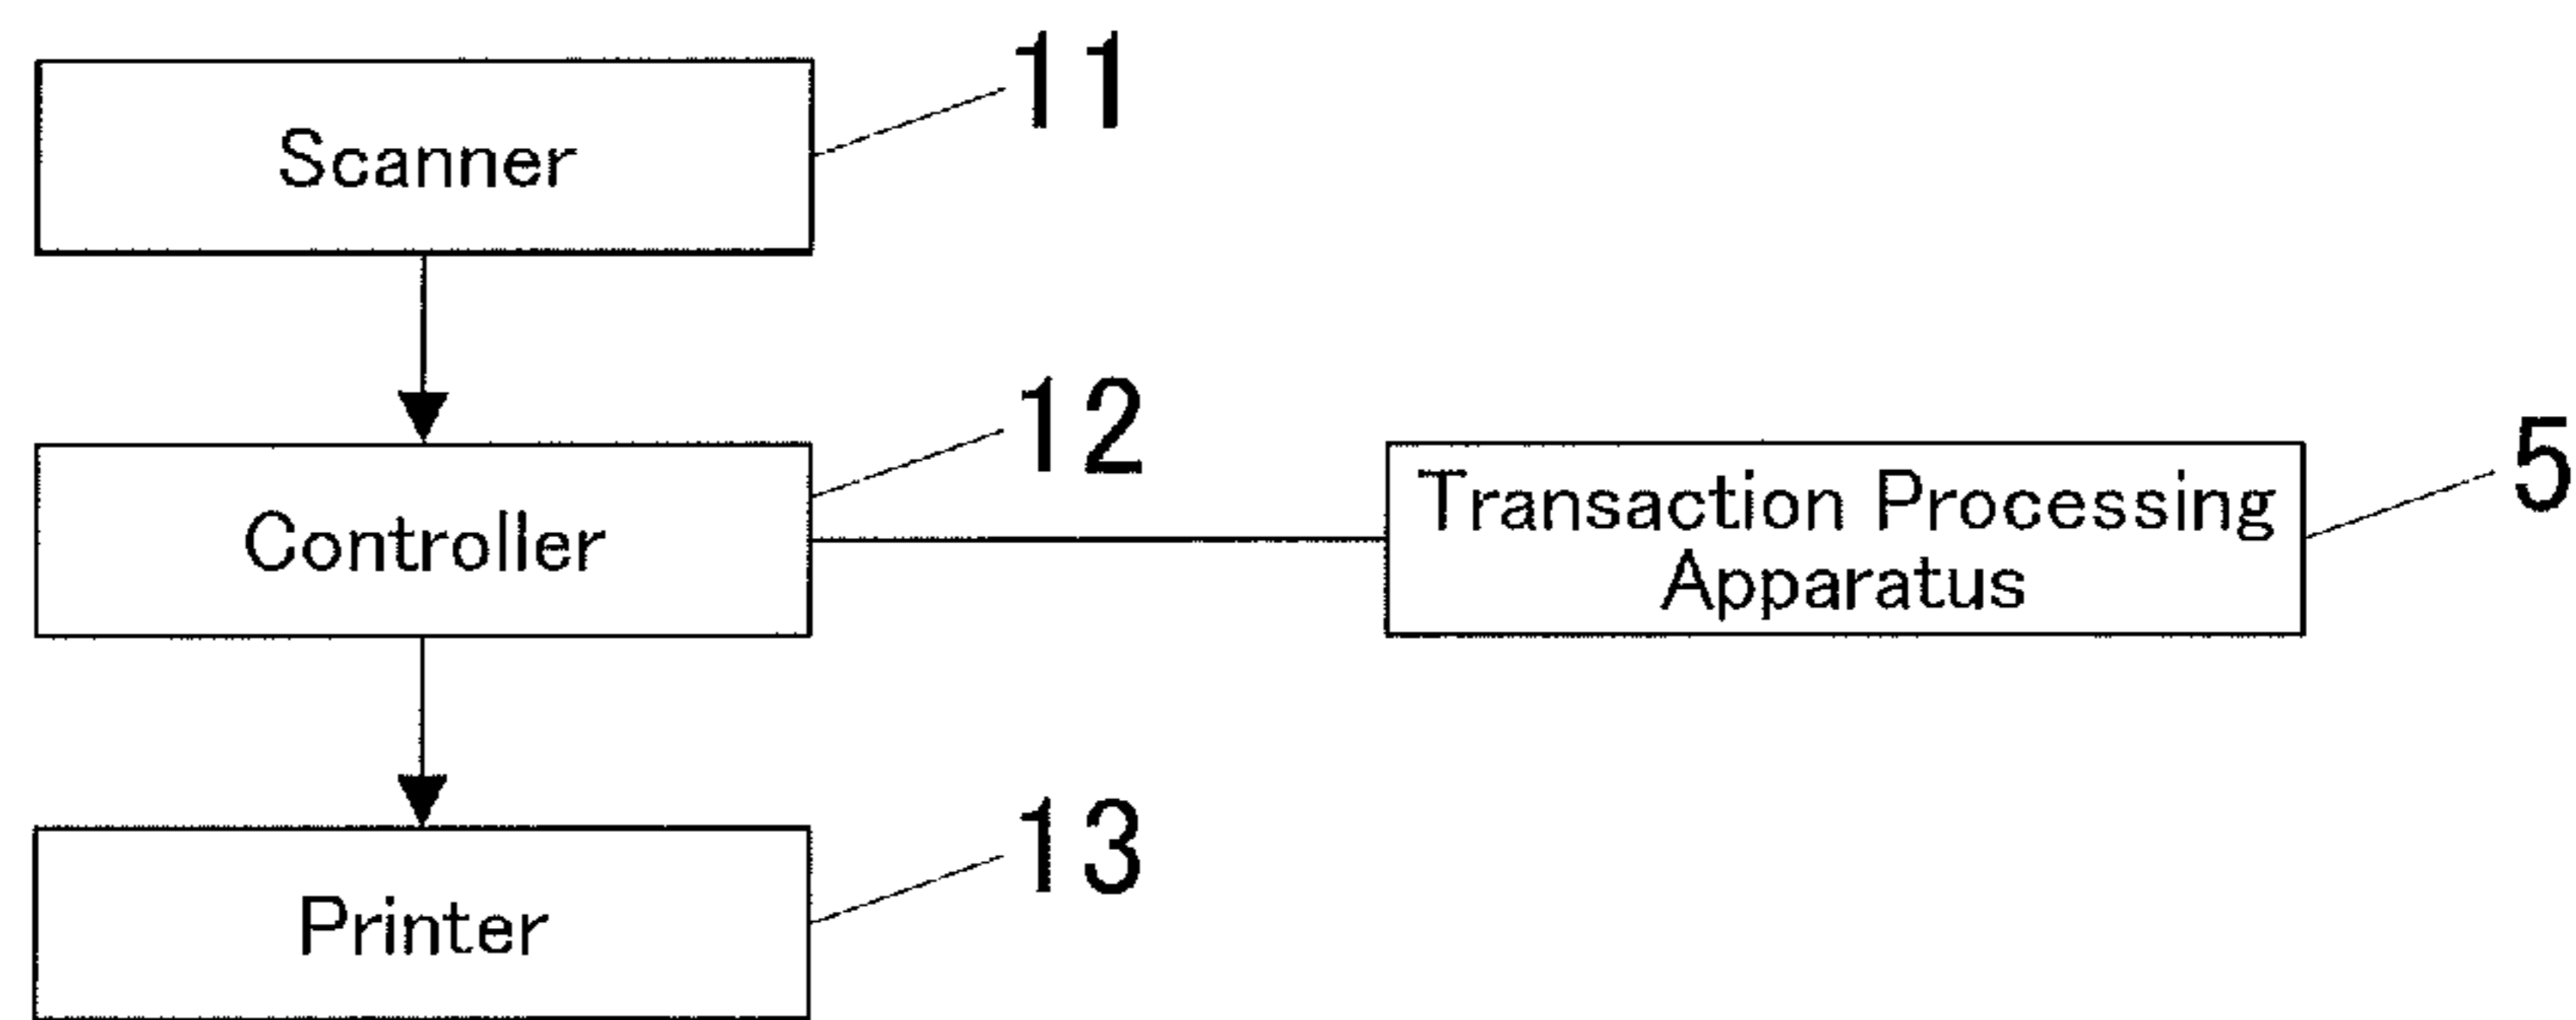 Scanner
11
Controller
12
Transaction Processing
Apparatus
5
Printer
13